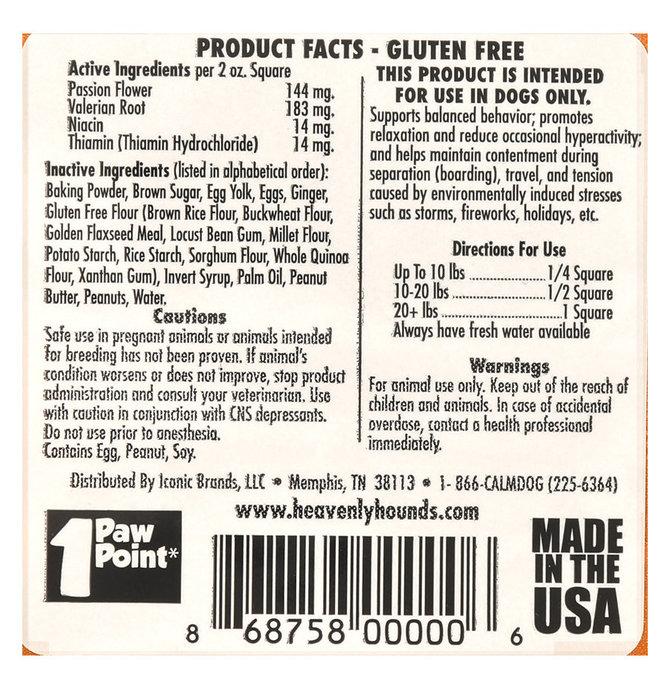 PRODUCT FACTS - GLUTEN FREE
Active Ingredients per 2 oz. Square
Passion Flower 144 mg.
Valerian Root 183 mg.
Niacin 14 mg.
Thiamin (Thiamin Hydrochloride) 14 mg.
Inactive Ingredients (listed in alphabetical order):
Baking Powder, Brown Sugar, Egg Yolk, Eggs, Ginger,
Gluten Free Flour (Brown Rice Flour, Buckwheat Flour,
Golden Flaxseed Meal, Locust Bean Gum, Millet Flour,
Potato Starch, Rice Starch, Sorghum Flour, Whole Quinoa
Flour, Xanthan Gum), Invert Syrup, Palm Oil, Peanut
Butter, Peanuts, Water.
Cautions
Safe use in pregnant animals or animals intended
for breeding has not been proven. If animal's
condition worsens or does not improve, stop product
administration and consult your veterinarian. Use
with caution in conjunction with CNS depressants.
Do not use prior to anesthesia.
Contains Egg, Peanut, Soy.
THIS PRODUCT IS INTENDED
FOR USE IN DOGS ONLY.
Supports balanced behavior; promotes
relaxation and reduce occasional hyperactivity;
and helps maintain contentment during
separation (boarding), travel, and tension
caused by environmentally induced stresses
such as storms, fireworks, holidays, etc.
Directions For Use
Up To 10 lbs ....................1/4 Square
10-20 lbs ........................1/2 Square
20+ lbs ..............................1 Square
Always have fresh water available
Warnings
For animal use only. Keep out of the reach of
children and animals. In case of accidental
overdose, contact a health professional
immediately.
Distributed By Iconic Brands, LLC • Memphis, TN 38113 • 1- 866-CALMDOG (225-6364)
www.heavenlyhounds.com
1 Paw
Point*
8 68758 00000 6
MADE
IN THE
USA